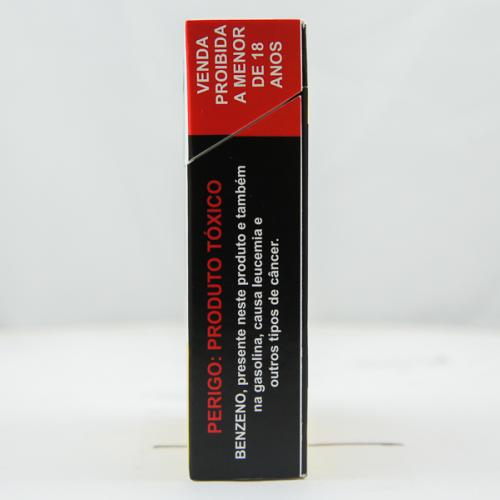 VENDA
PROIBIDA
A MENOR
DE 18
ANOS
PERIGO: PRODUTO TÓXICO
BENZENO, presente neste produto e também
na gasolina, causa leucemia e
outros tipos de câncer.